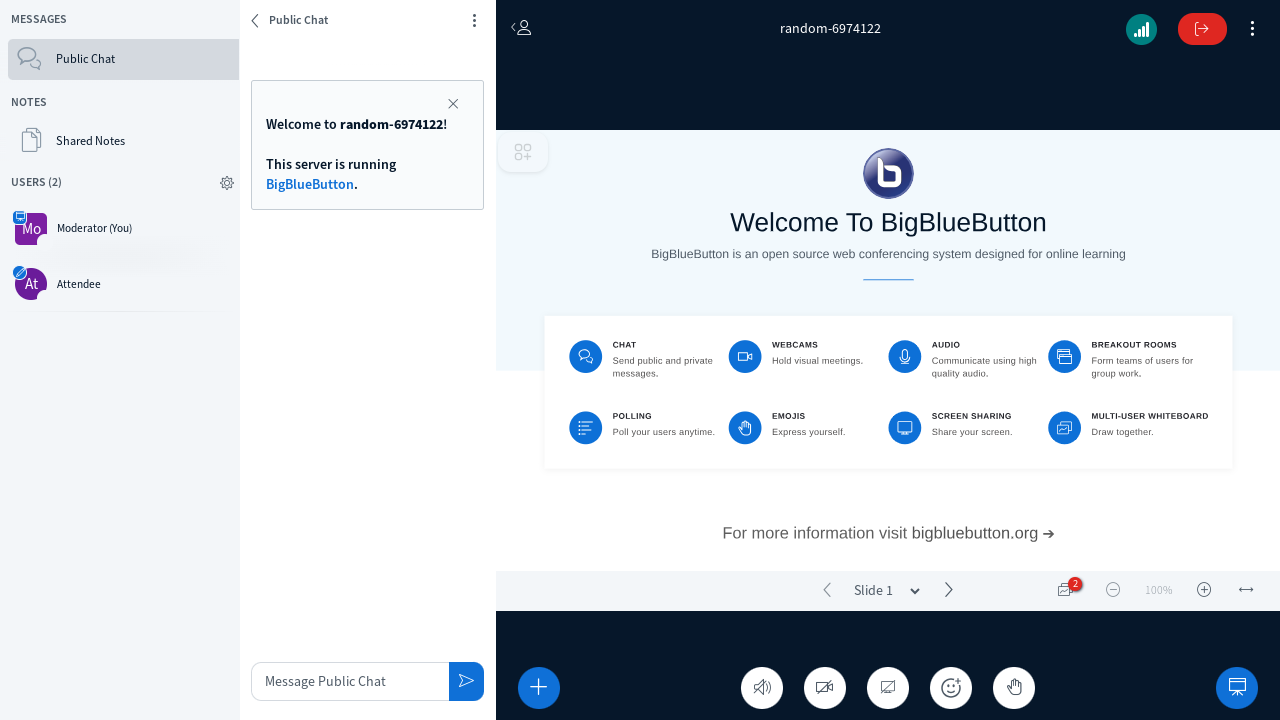 MESSAGES
Public Chat
NOTES
Shared Notes
USERS (2)
Mo
Moderator (You)
At
Attendee
Public Chat
Welcome to random-6974122!
This server is running
BigBlueButton.
Message Public Chat
random-6974122
b
Welcome To BigBlueButton
BigBlueButton is an open source web conferencing system designed for online learning
CHAT
Send public and private
messages.
WEBCAMS
Hold visual meetings.
AUDIO
Communicate using high
quality audio.
BREAKOUT ROOMS
Form teams of users for
group work.
POLLING
Poll your users anytime.
EMOJIS
Express yourself.
SCREEN SHARING
Share your screen.
MULTI-USER WHITEBOARD
Draw together.
For more information visit bigbluebutton.org →
Slide 1
2
100%